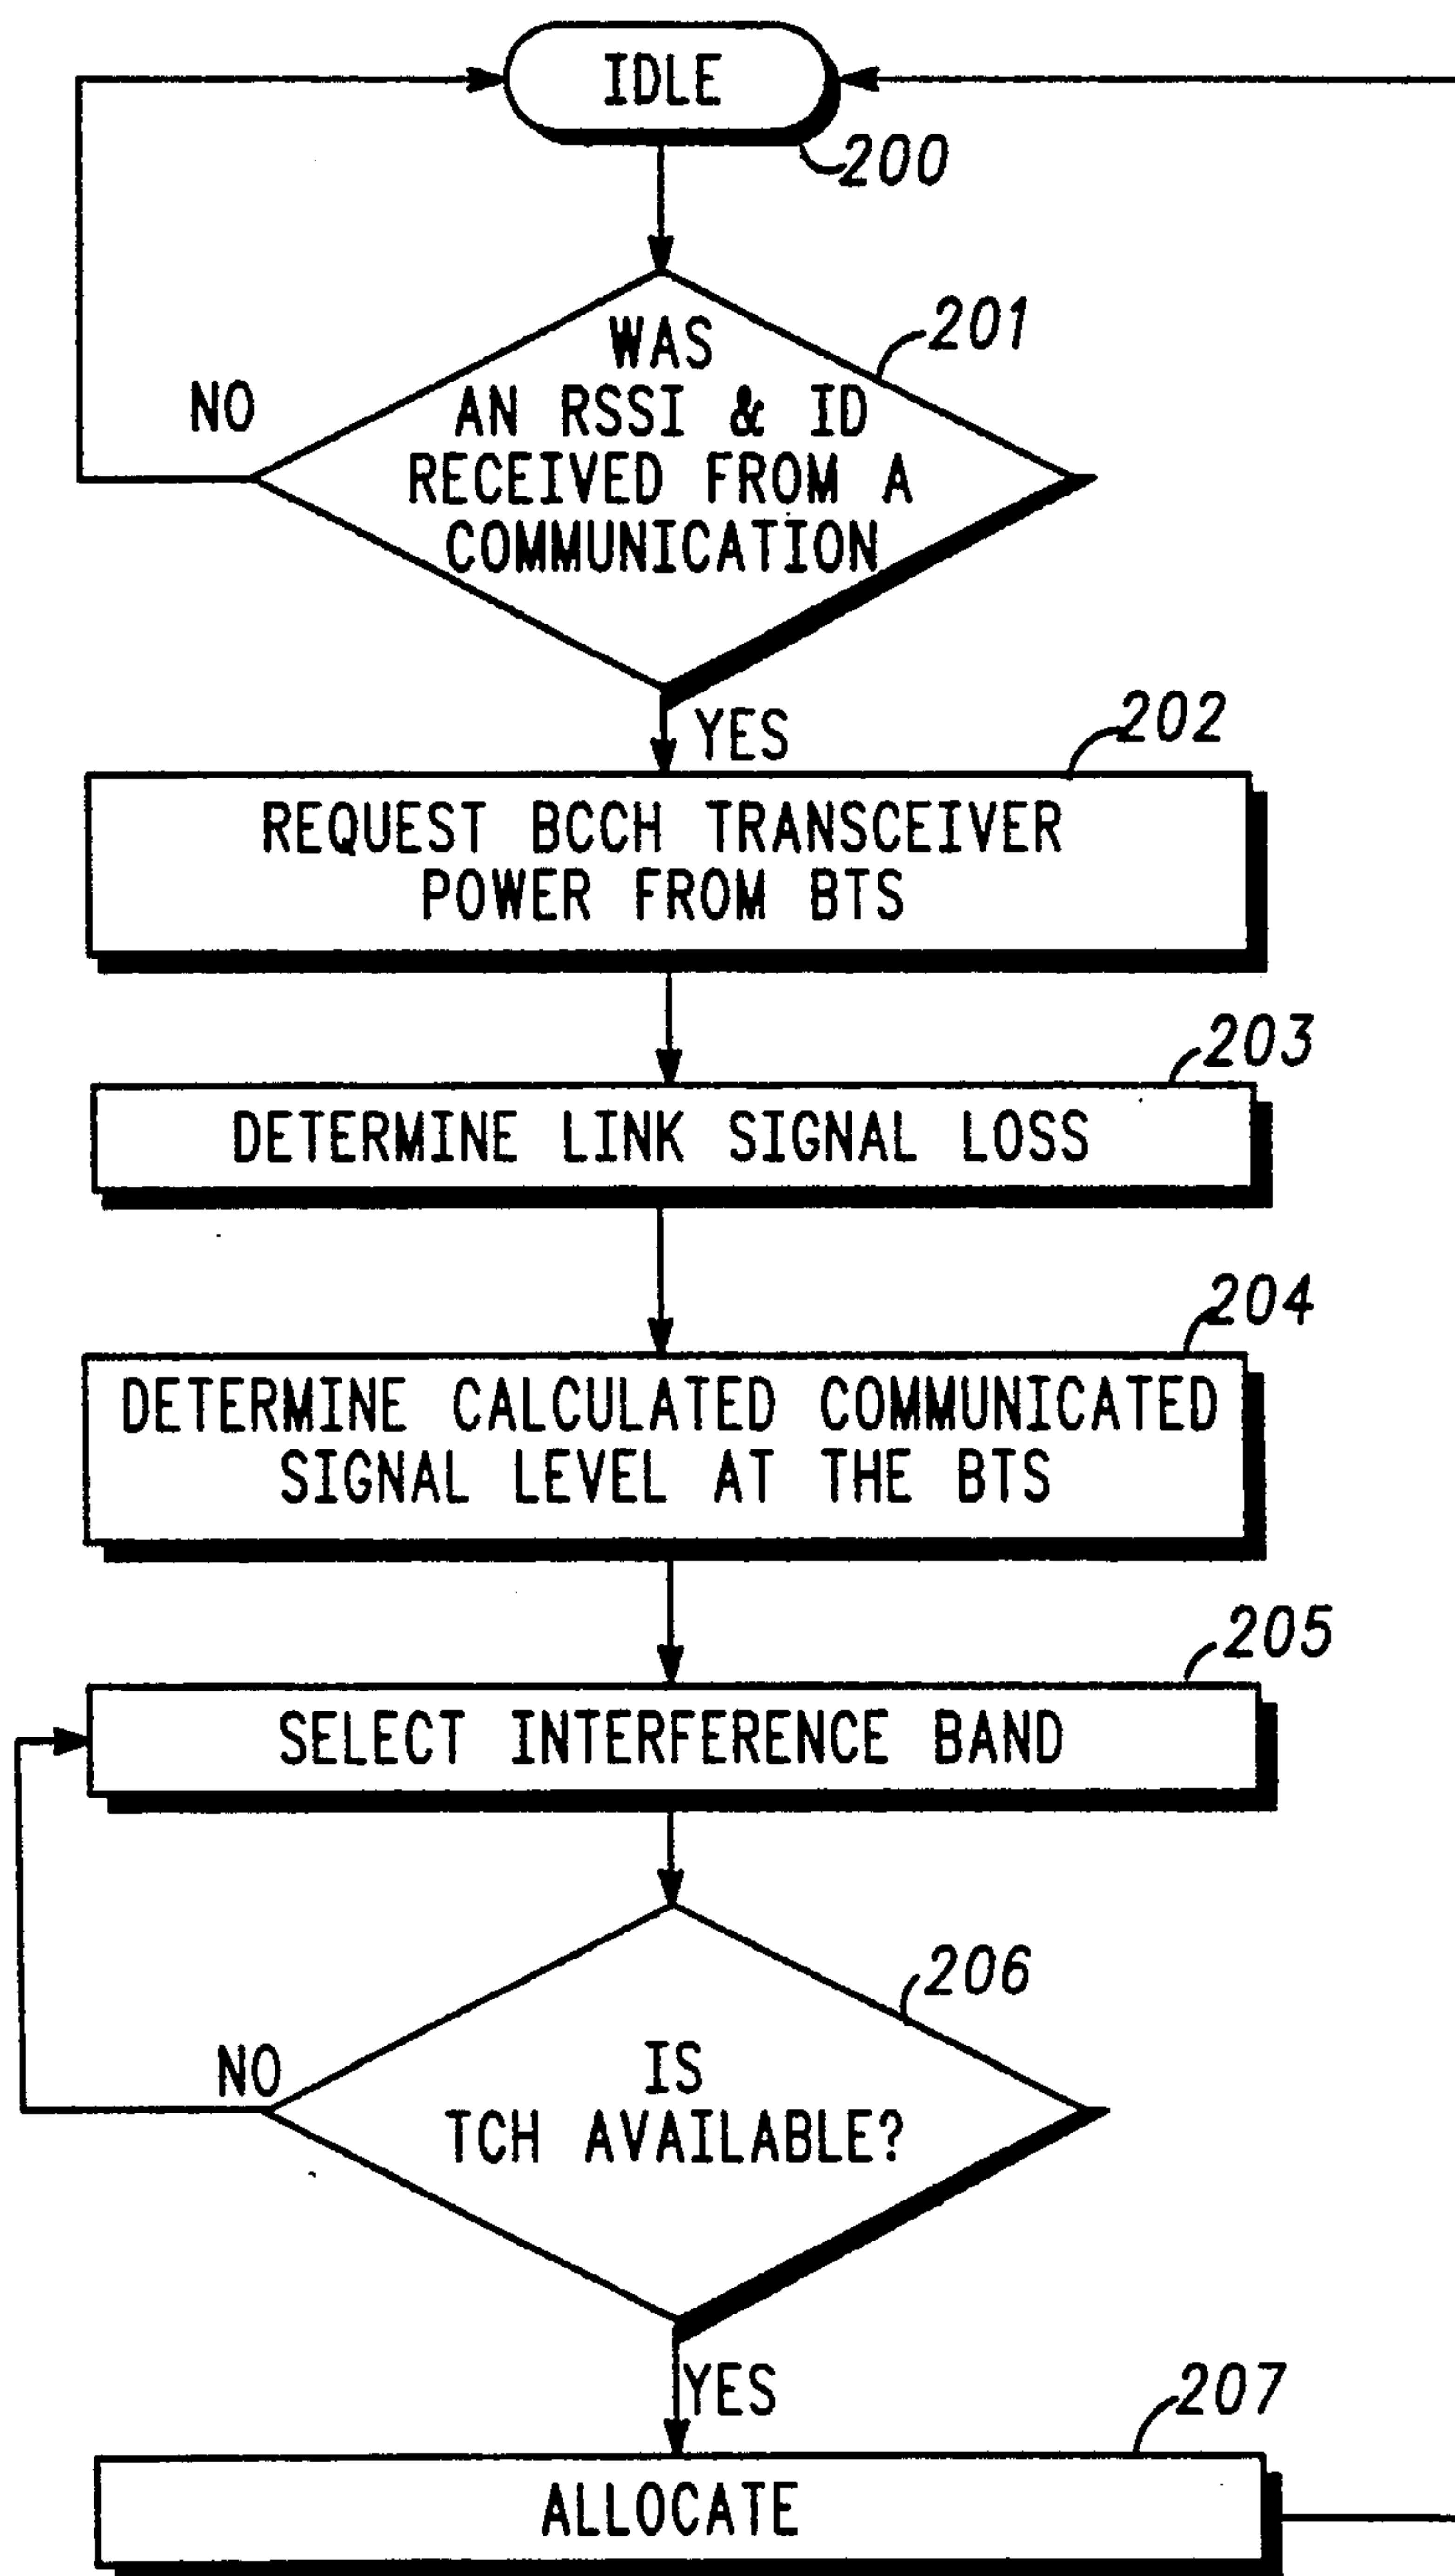 IDLE
200
WAS
AN RSSI & ID
RECEIVED FROM A
COMMUNICATION
201
NO
YES
202
REQUEST BCCH TRANSCEIVER
POWER FROM BTS
203
DETERMINE LINK SIGNAL LOSS
204
DETERMINE CALCULATED COMMUNICATED
SIGNAL LEVEL AT THE BTS
205
SELECT INTERFERENCE BAND
206
IS
TCH AVAILABLE?
NO
YES
207
ALLOCATE